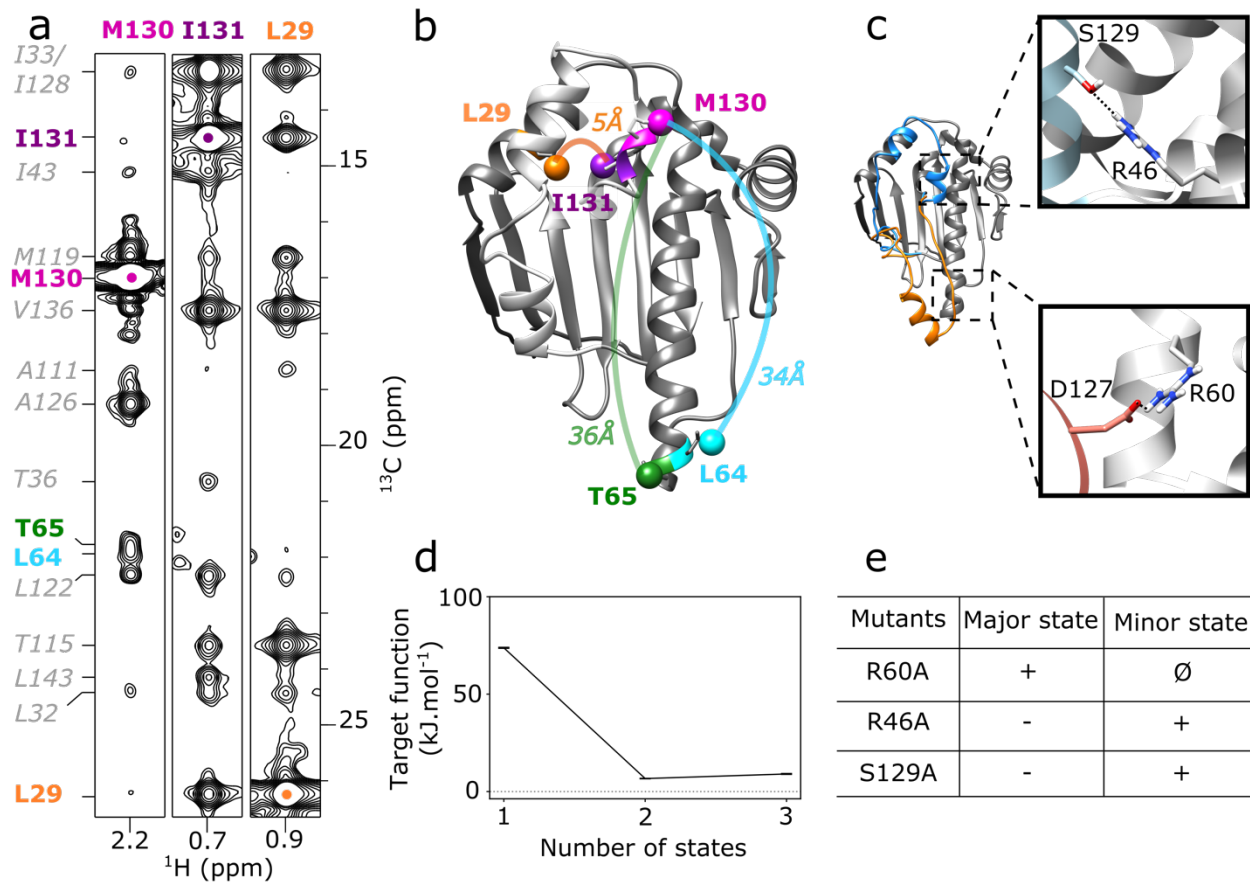 a
M130 I131 L29
I33/
I128
I131
I43
M119
M130
V136
A111
A126
T36
T65
L64
L122
T115
L143
L32
L29
15
20
25
¹³C (ppm)
2.2 0.7 0.9
¹H (ppm)
b
L29
5Å
M130
I131
36Å
34Å
L64
T65
c
S129
R46
D127
R60
d
100
50
0
Target function
(kJ.mol⁻¹)
1 2 3
Number of states
e
Mutants Major state Minor state
R60A + Ø
R46A - +
S129A - +